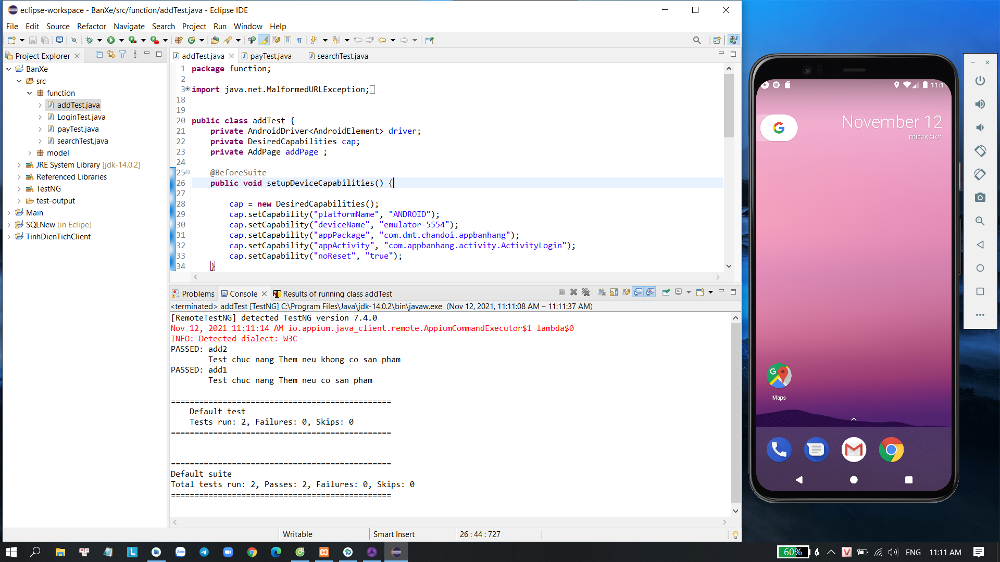 eclipse-workspace - BanXe/src/function/addTest.java - Eclipse IDE
File Edit Source Refactor Navigate Search Project Run Window Help
Project Explorer
BanXe
src
function
addTest.java
LoginTest.java
payTest.java
searchTest.java
model
JRE System Library [jdk-14.0.2]
Referenced Libraries
TestNG
test-output
Main
SQLNew (in Eclipe)
TinhDienTichClient
addTest.java payTest.java searchTest.java
1 package function;
2
3 import java.net.MalformedURLException;
18
19
20 public class addTest {
21 private AndroidDriver<AndroidElement> driver;
22 private DesiredCapabilities cap;
23 private AddPage addPage ;
24
25 @BeforeSuite
26 public void setupDeviceCapabilities() {
27
28 cap = new DesiredCapabilities();
29 cap.setCapability("platformName", "ANDROID");
30 cap.setCapability("deviceName", "emulator-5554");
31 cap.setCapability("appPackage", "com.dmt.chandoi.appbanhang");
32 cap.setCapability("appActivity", "com.appbanhang.activity.ActivityLogin");
33 cap.setCapability("noReset", "true");
34 }
Problems Console Results of running class addTest
<terminated> addTest [TestNG] C:\Program Files\Java\jdk-14.0.2\bin\javaw.exe (Nov 12, 2021, 11:11:08 AM – 11:11:37 AM)
[RemoteTestNG] detected TestNG version 7.4.0
Nov 12, 2021 11:11:14 AM io.appium.java_client.remote.AppiumCommandExecutor$1 lambda$0
INFO: Detected dialect: W3C
PASSED: add2
Test chuc nang Them neu khong co san pham
PASSED: add1
Test chuc nang Them neu co san pham
===============================================
Default test
Tests run: 2, Failures: 0, Skips: 0
===============================================
===============================================
Default suite
Total tests run: 2, Passes: 2, Failures: 0, Skips: 0
===============================================
Writable Smart Insert 26 : 44 : 727
11:11
November 12
FRIDAY, 2021
G
Maps
Zalo
L
60%
V
ENG 11:11 AM